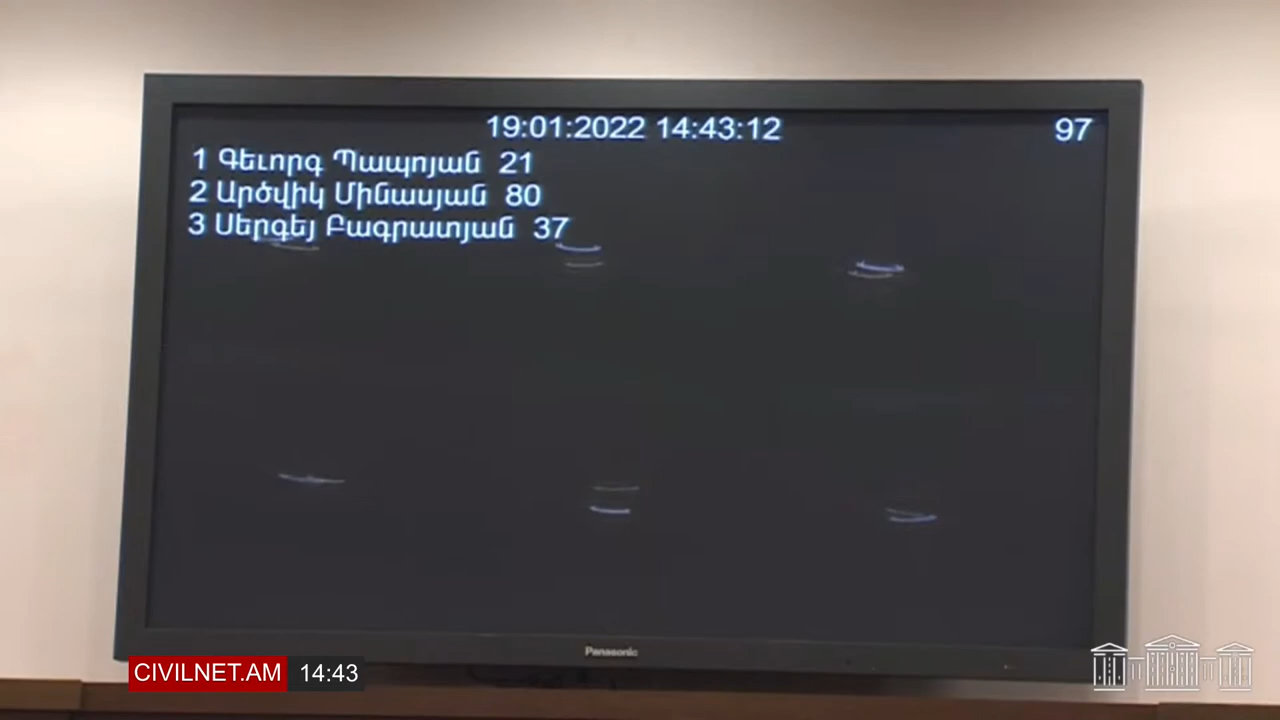 19:01:2022 14:43:12 97
1 Գեւորգ Պապոյան 21
2 Արծվիկ Մինասյան 80
3 Սերգեյ Բագրատյան 37
Panasonic
CIVILNET.AM 14:43